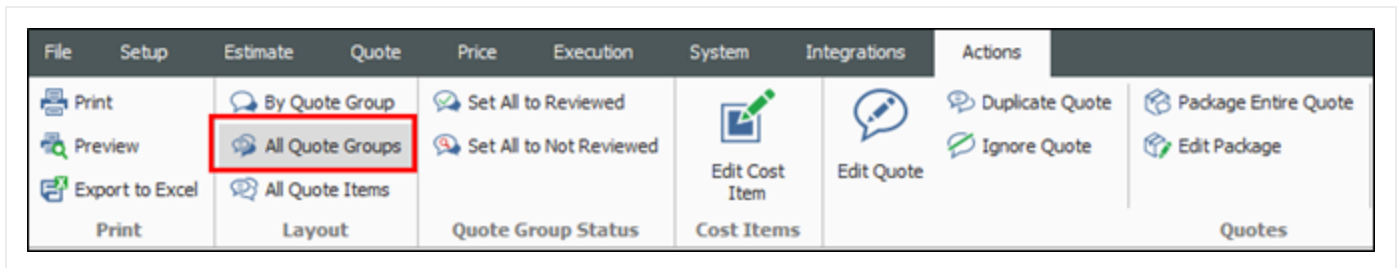 File Setup Estimate Quote Price Execution System Integrations Actions
Print By Quote Group Set All to Reviewed Duplicate Quote Package Entire Quote
Preview All Quote Groups Set All to Not Reviewed Ignore Quote Edit Package
Edit Cost Item
Edit Quote
Export to Excel All Quote Items
Print Layout Quote Group Status Cost Items Quotes